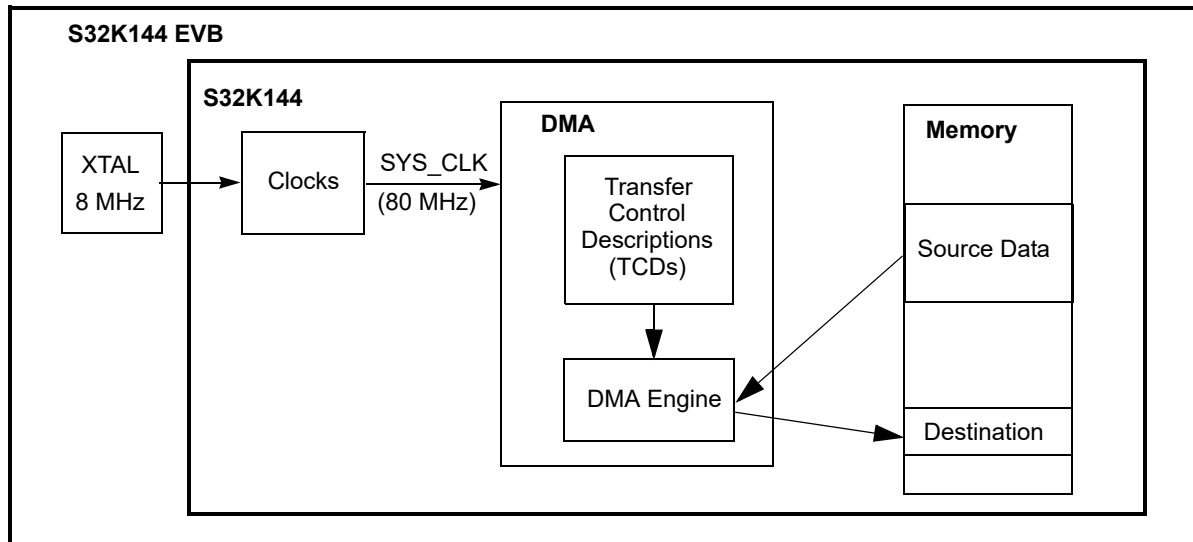 S32K144 EVB
S32K144
XTAL
8 MHz
Clocks
SYS_CLK
(80 MHz)
DMA
Transfer
Control
Descriptions
(TCDs)
DMA Engine
Memory
Source Data
Destination